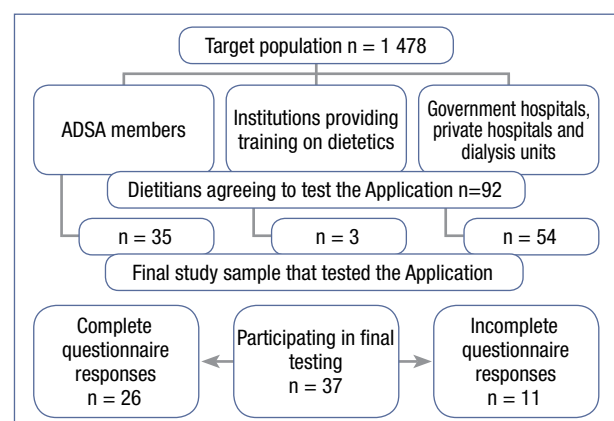 Target population n = 1 478
ADSA members
Institutions providing
training on dietetics
Government hospitals,
private hospitals and
dialysis units
Dietitians agreeing to test the Application n=92
n = 35
n = 3
n = 54
Final study sample that tested the Application
Complete
questionnaire
responses
n = 26
Participating in final
testing
n = 37
Incomplete
questionnaire
responses
n = 11